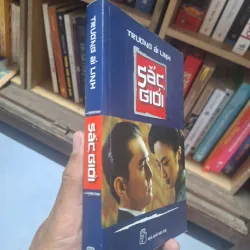 TRƯƠNG ÁI LINH
SẮC
GIỚI
TRƯƠNG ÁI LINH
SẮC GIỚI